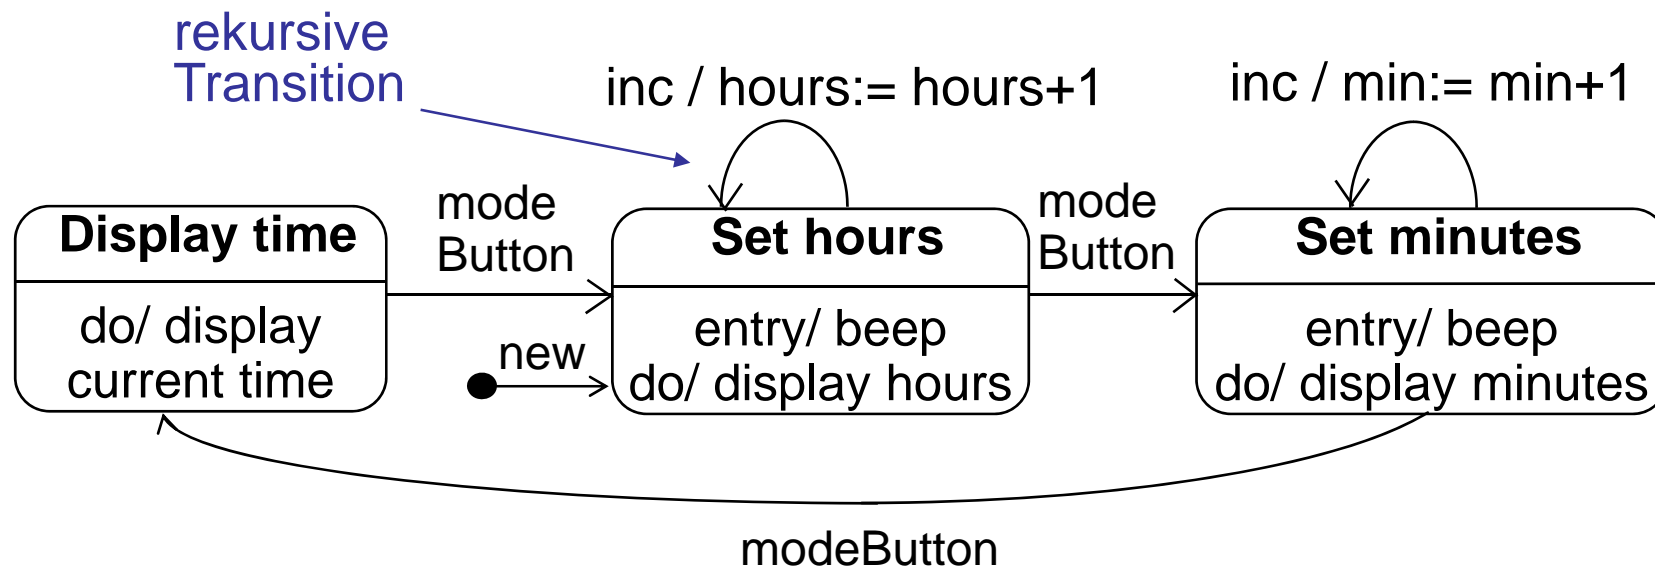 rekursive
Transition
inc / hours:= hours+1
inc / min:= min+1
Display time
do/ display
current time
mode
Button
new
Set hours
entry/ beep
do/ display hours
mode
Button
Set minutes
entry/ beep
do/ display minutes
modeButton